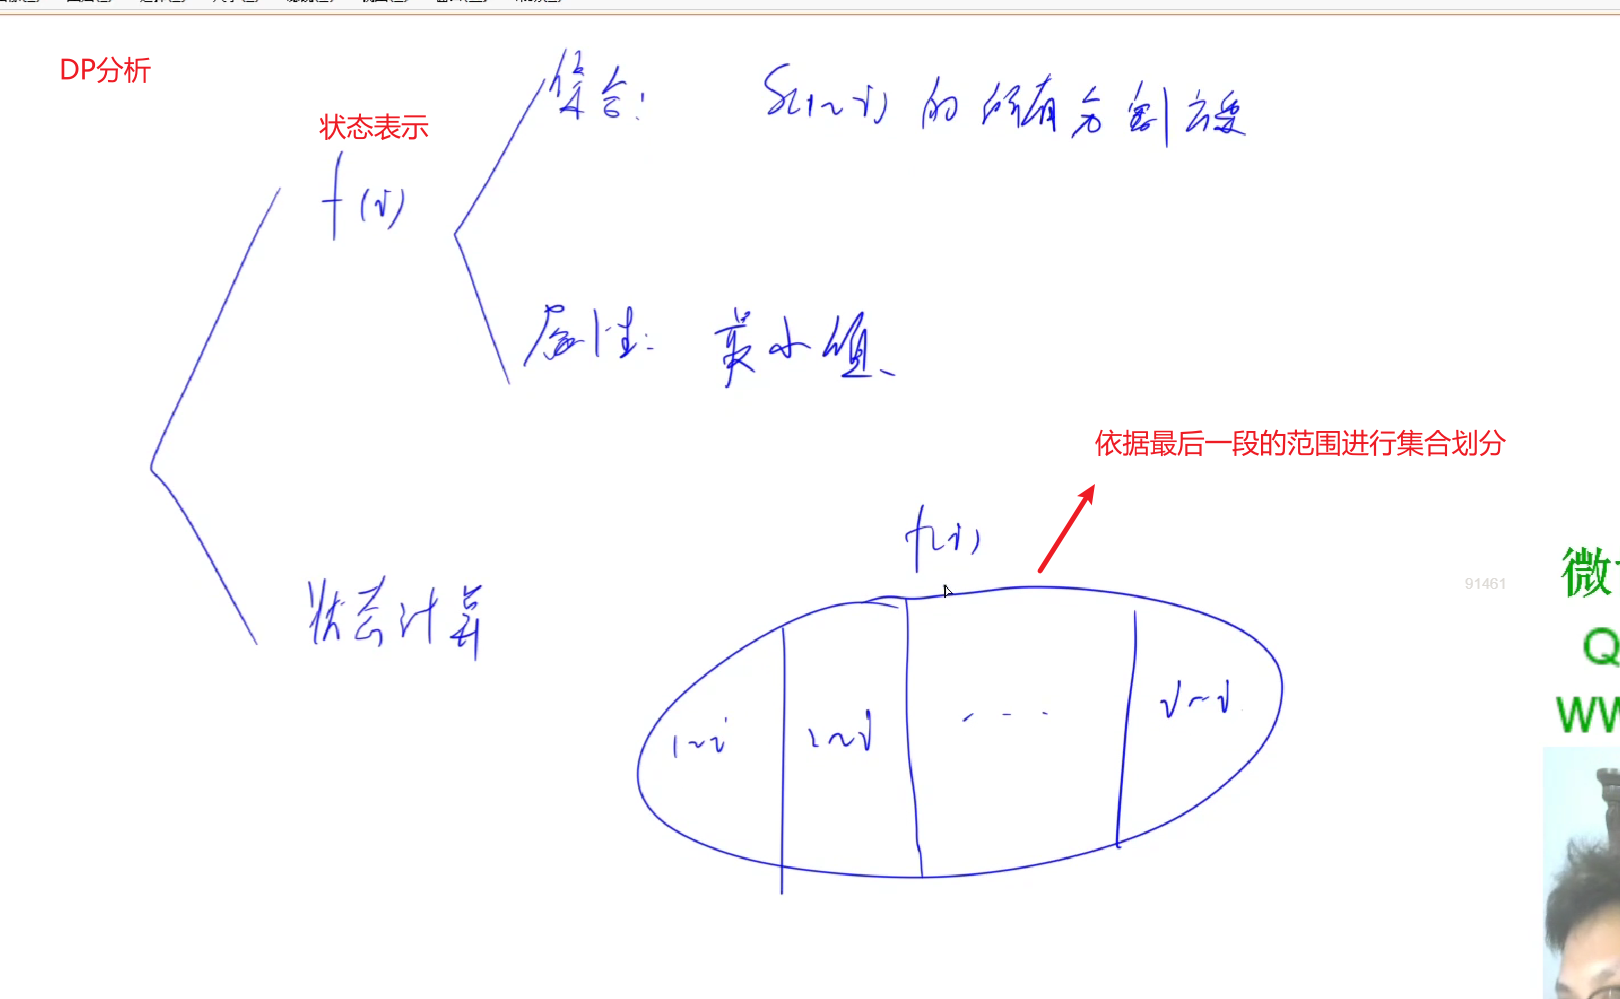 DP分析
状态表示
f(i)
集合: S(1~i) 的所有分割方案
属性: 最小值
依据最后一段的范围进行集合划分
f(i)
状态计算
1~i 2~i --- i~i
91461
微
Q
WW